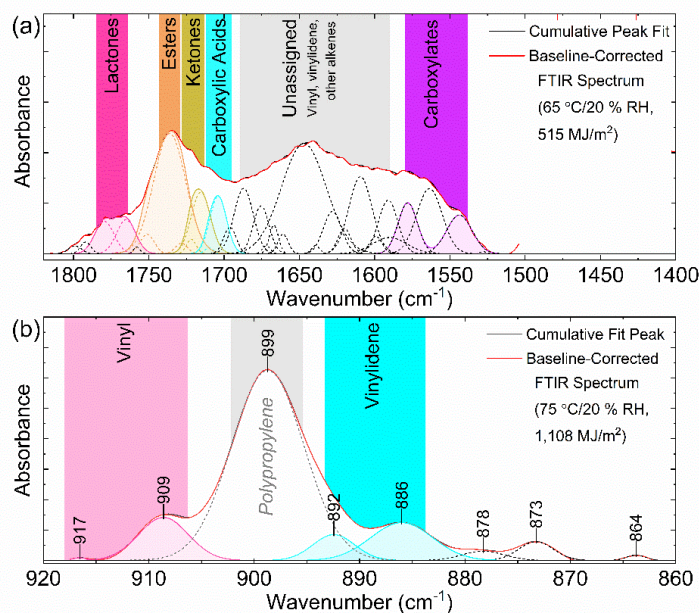 (a)
Lactones
Esters
Ketones
Carboxylic Acids
Unassigned
Vinyl, vinylidene,
other alkenes
Carboxylates
Cumulative Peak Fit
Baseline-Corrected
FTIR Spectrum
(65 °C/20 % RH,
515 MJ/m²)
Absorbance
1800 1750 1700 1650 1600 1550 1500 1450 1400
Wavenumber (cm⁻¹)
(b)
Vinyl
899
Polypropylene
Vinylidene
Cumulative Fit Peak
Baseline-Corrected
FTIR Spectrum
(75 °C/20 % RH,
1,108 MJ/m²)
917
909
892
886
878
873
864
Absorbance
920 910 900 890 880 870 860
Wavenumber (cm⁻¹)